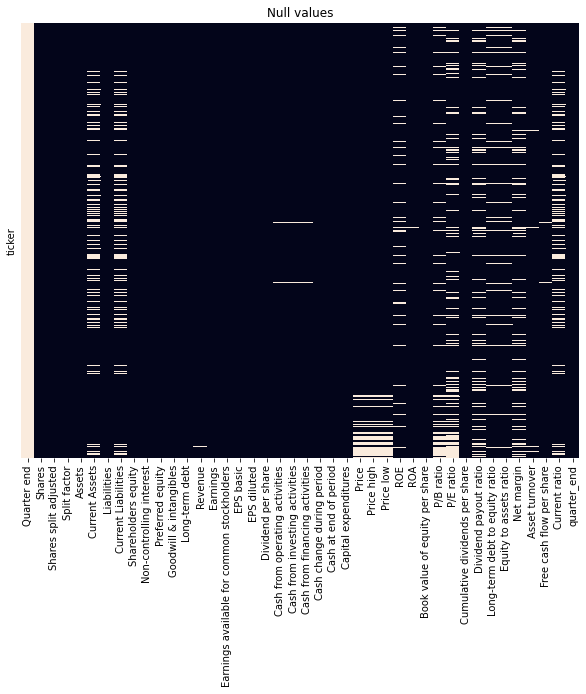 Null values
ticker
Quarter end
Shares
Shares split adjusted
Split factor
Assets
Current Assets
Liabilities
Current Liabilities
Shareholders equity
Non-controlling interest
Preferred equity
Goodwill & intangibles
Long-term debt
Revenue
Earnings
Earnings available for common stockholders
EPS basic
EPS diluted
Dividend per share
Cash from operating activities
Cash from investing activities
Cash from financing activities
Cash change during period
Cash at end of period
Capital expenditures
Price
Price high
Price low
ROE
ROA
Book value of equity per share
P/B ratio
P/E ratio
Cumulative dividends per share
Dividend payout ratio
Long-term debt to equity ratio
Equity to assets ratio
Net margin
Asset turnover
Free cash flow per share
Current ratio
quarter_end